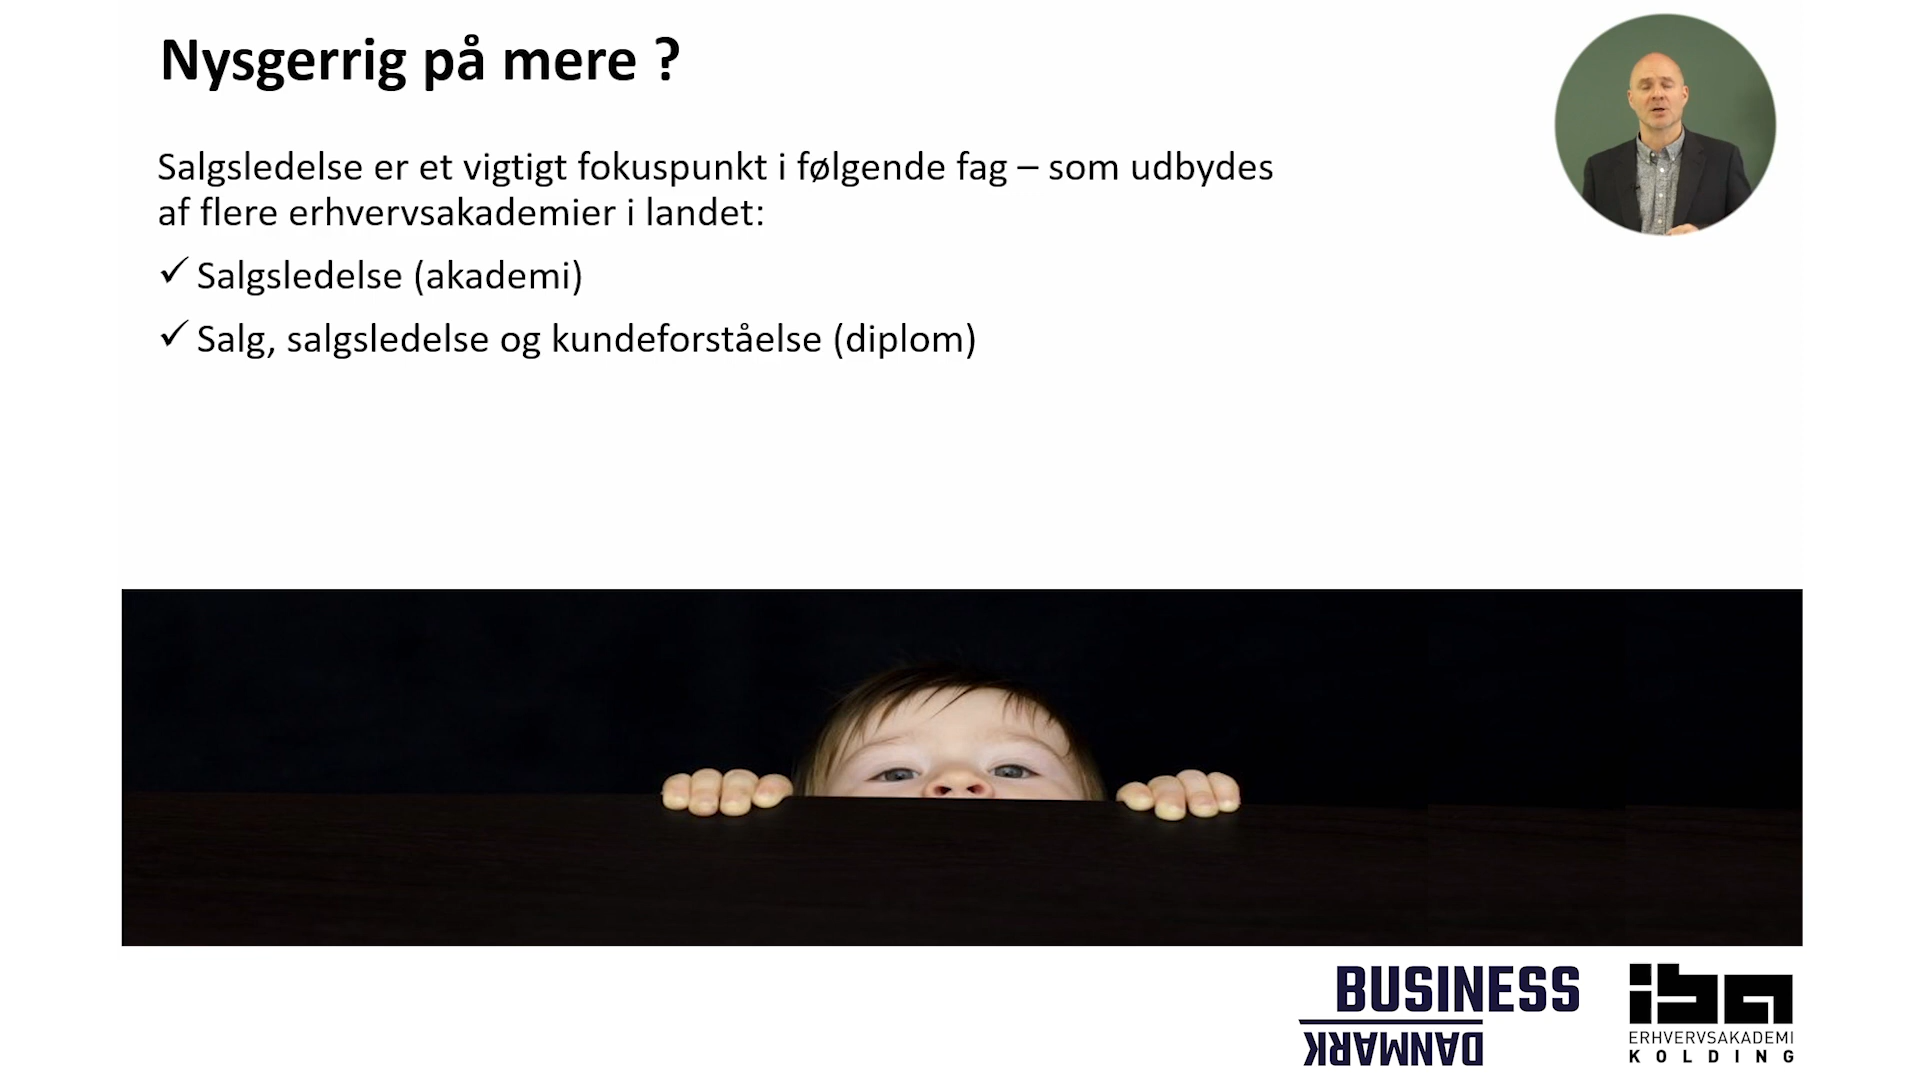 Nysgerrig på mere ?
Salgsledelse er et vigtigt fokuspunkt i følgende fag – som udbydes
af flere erhvervsakademier i landet:
✓ Salgsledelse (akademi)
✓ Salg, salgsledelse og kundeforståelse (diplom)
BUSINESS
DANMARK
iba
ERHVERVSAKADEMI
KOLDING